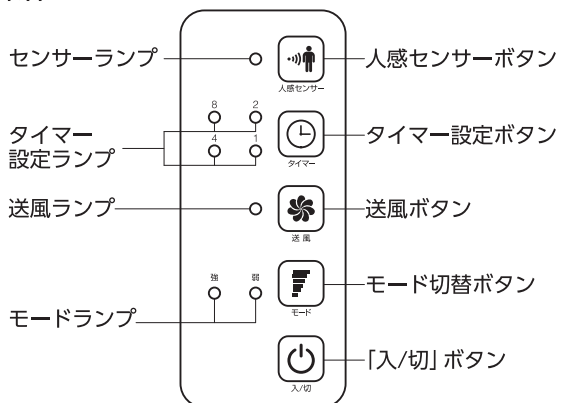 センサーランプ
人感センサーボタン
人感センサー
8 2
タイマー
設定ランプ
4 1
タイマー設定ボタン
タイマー
送風ランプ
送風ボタン
送風
強 弱
モード切替ボタン
モード
モードランプ
「入/切」ボタン
入/切